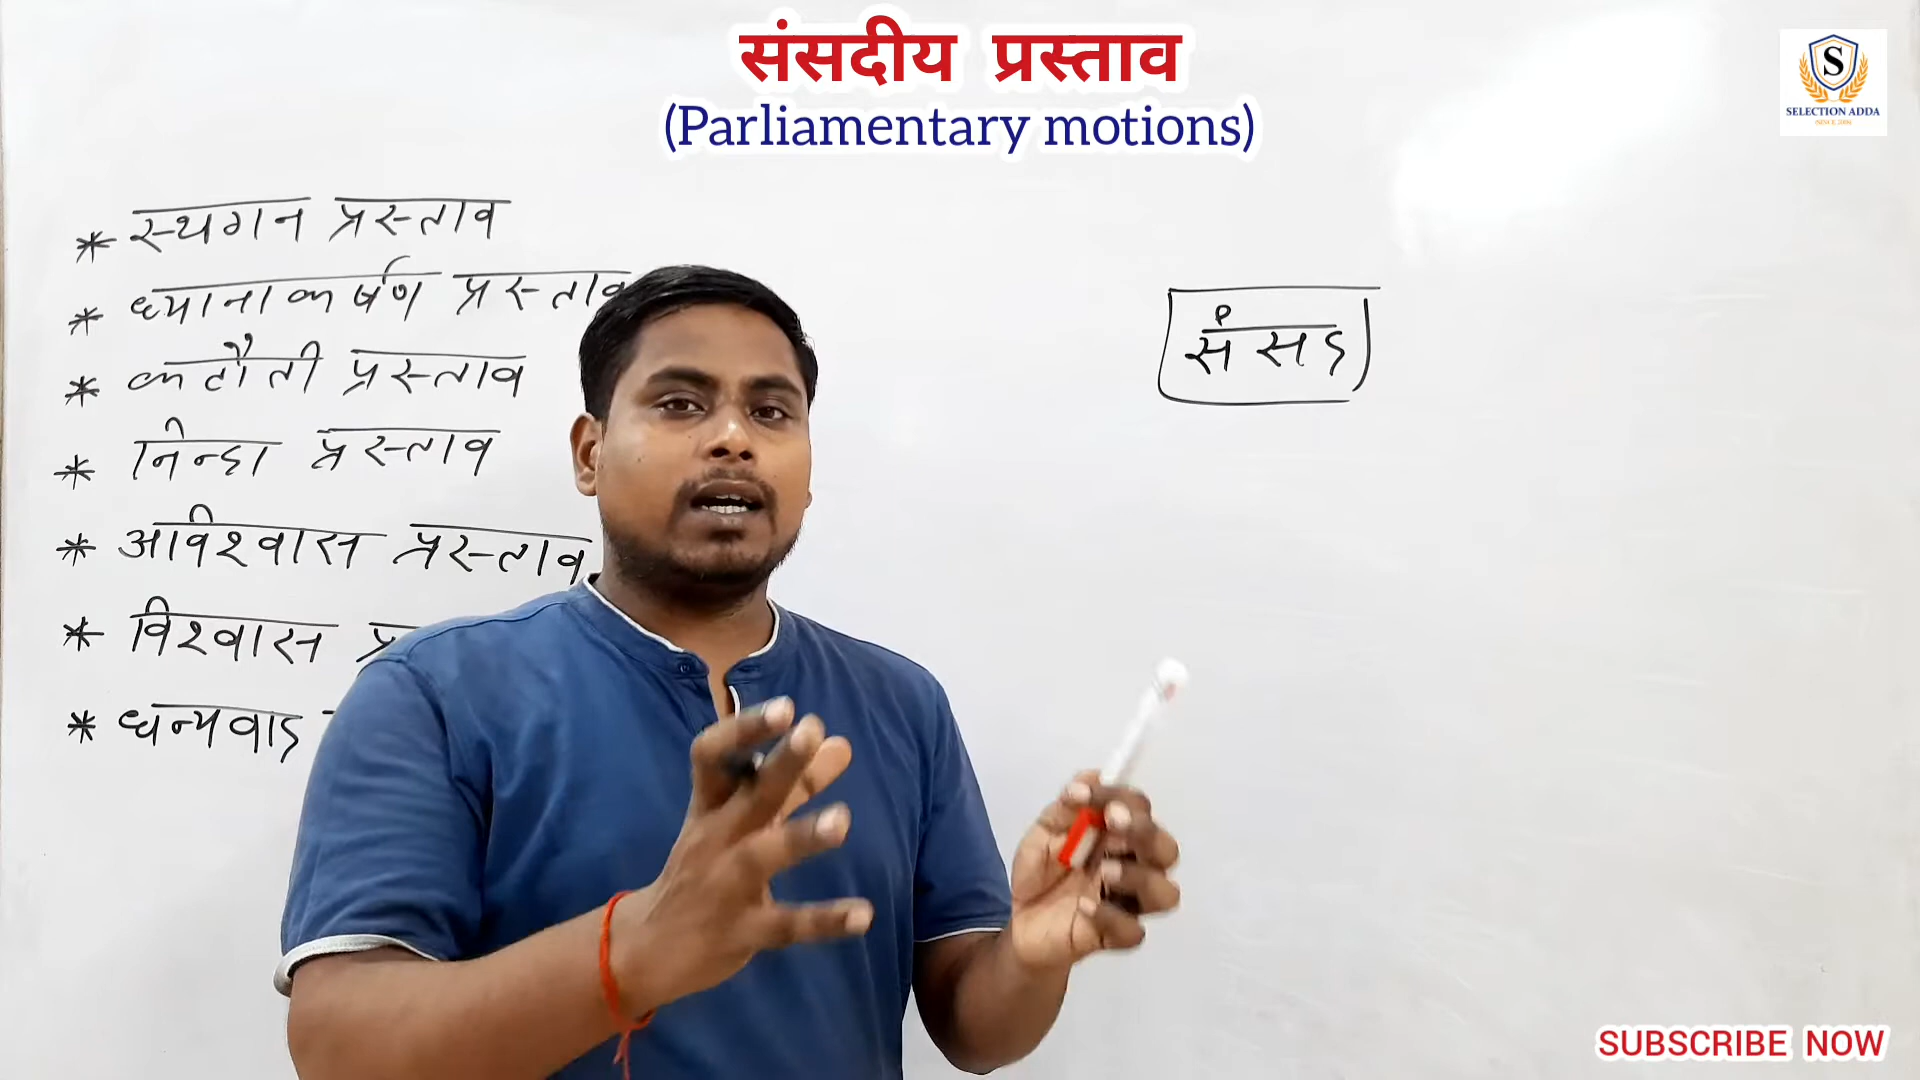 संसदीय प्रस्ताव
(Parliamentary motions)
S
SELECTION ADDA
* स्थगन प्रस्ताव
* ध्यानाकर्षण प्रस्ताव
* कटौती प्रस्ताव
* निन्दा प्रस्ताव
* अविश्वास प्रस्ताव
* विश्वास प्र
* धन्यवाद
संसद
SUBSCRIBE NOW